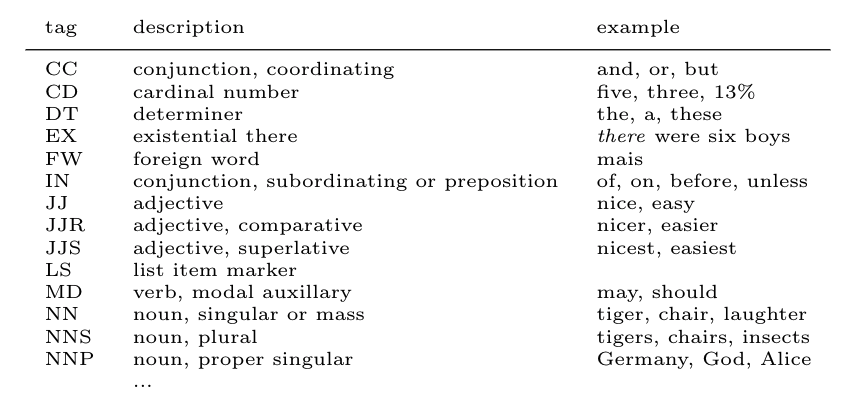 tag description example
CC conjunction, coordinating and, or, but
CD cardinal number five, three, 13%
DT determiner the, a, these
EX existential there there were six boys
FW foreign word mais
IN conjunction, subordinating or preposition of, on, before, unless
JJ adjective nice, easy
JJR adjective, comparative nicer, easier
JJS adjective, superlative nicest, easiest
LS list item marker
MD verb, modal auxillary may, should
NN noun, singular or mass tiger, chair, laughter
NNS noun, plural tigers, chairs, insects
NNP noun, proper singular Germany, God, Alice
...